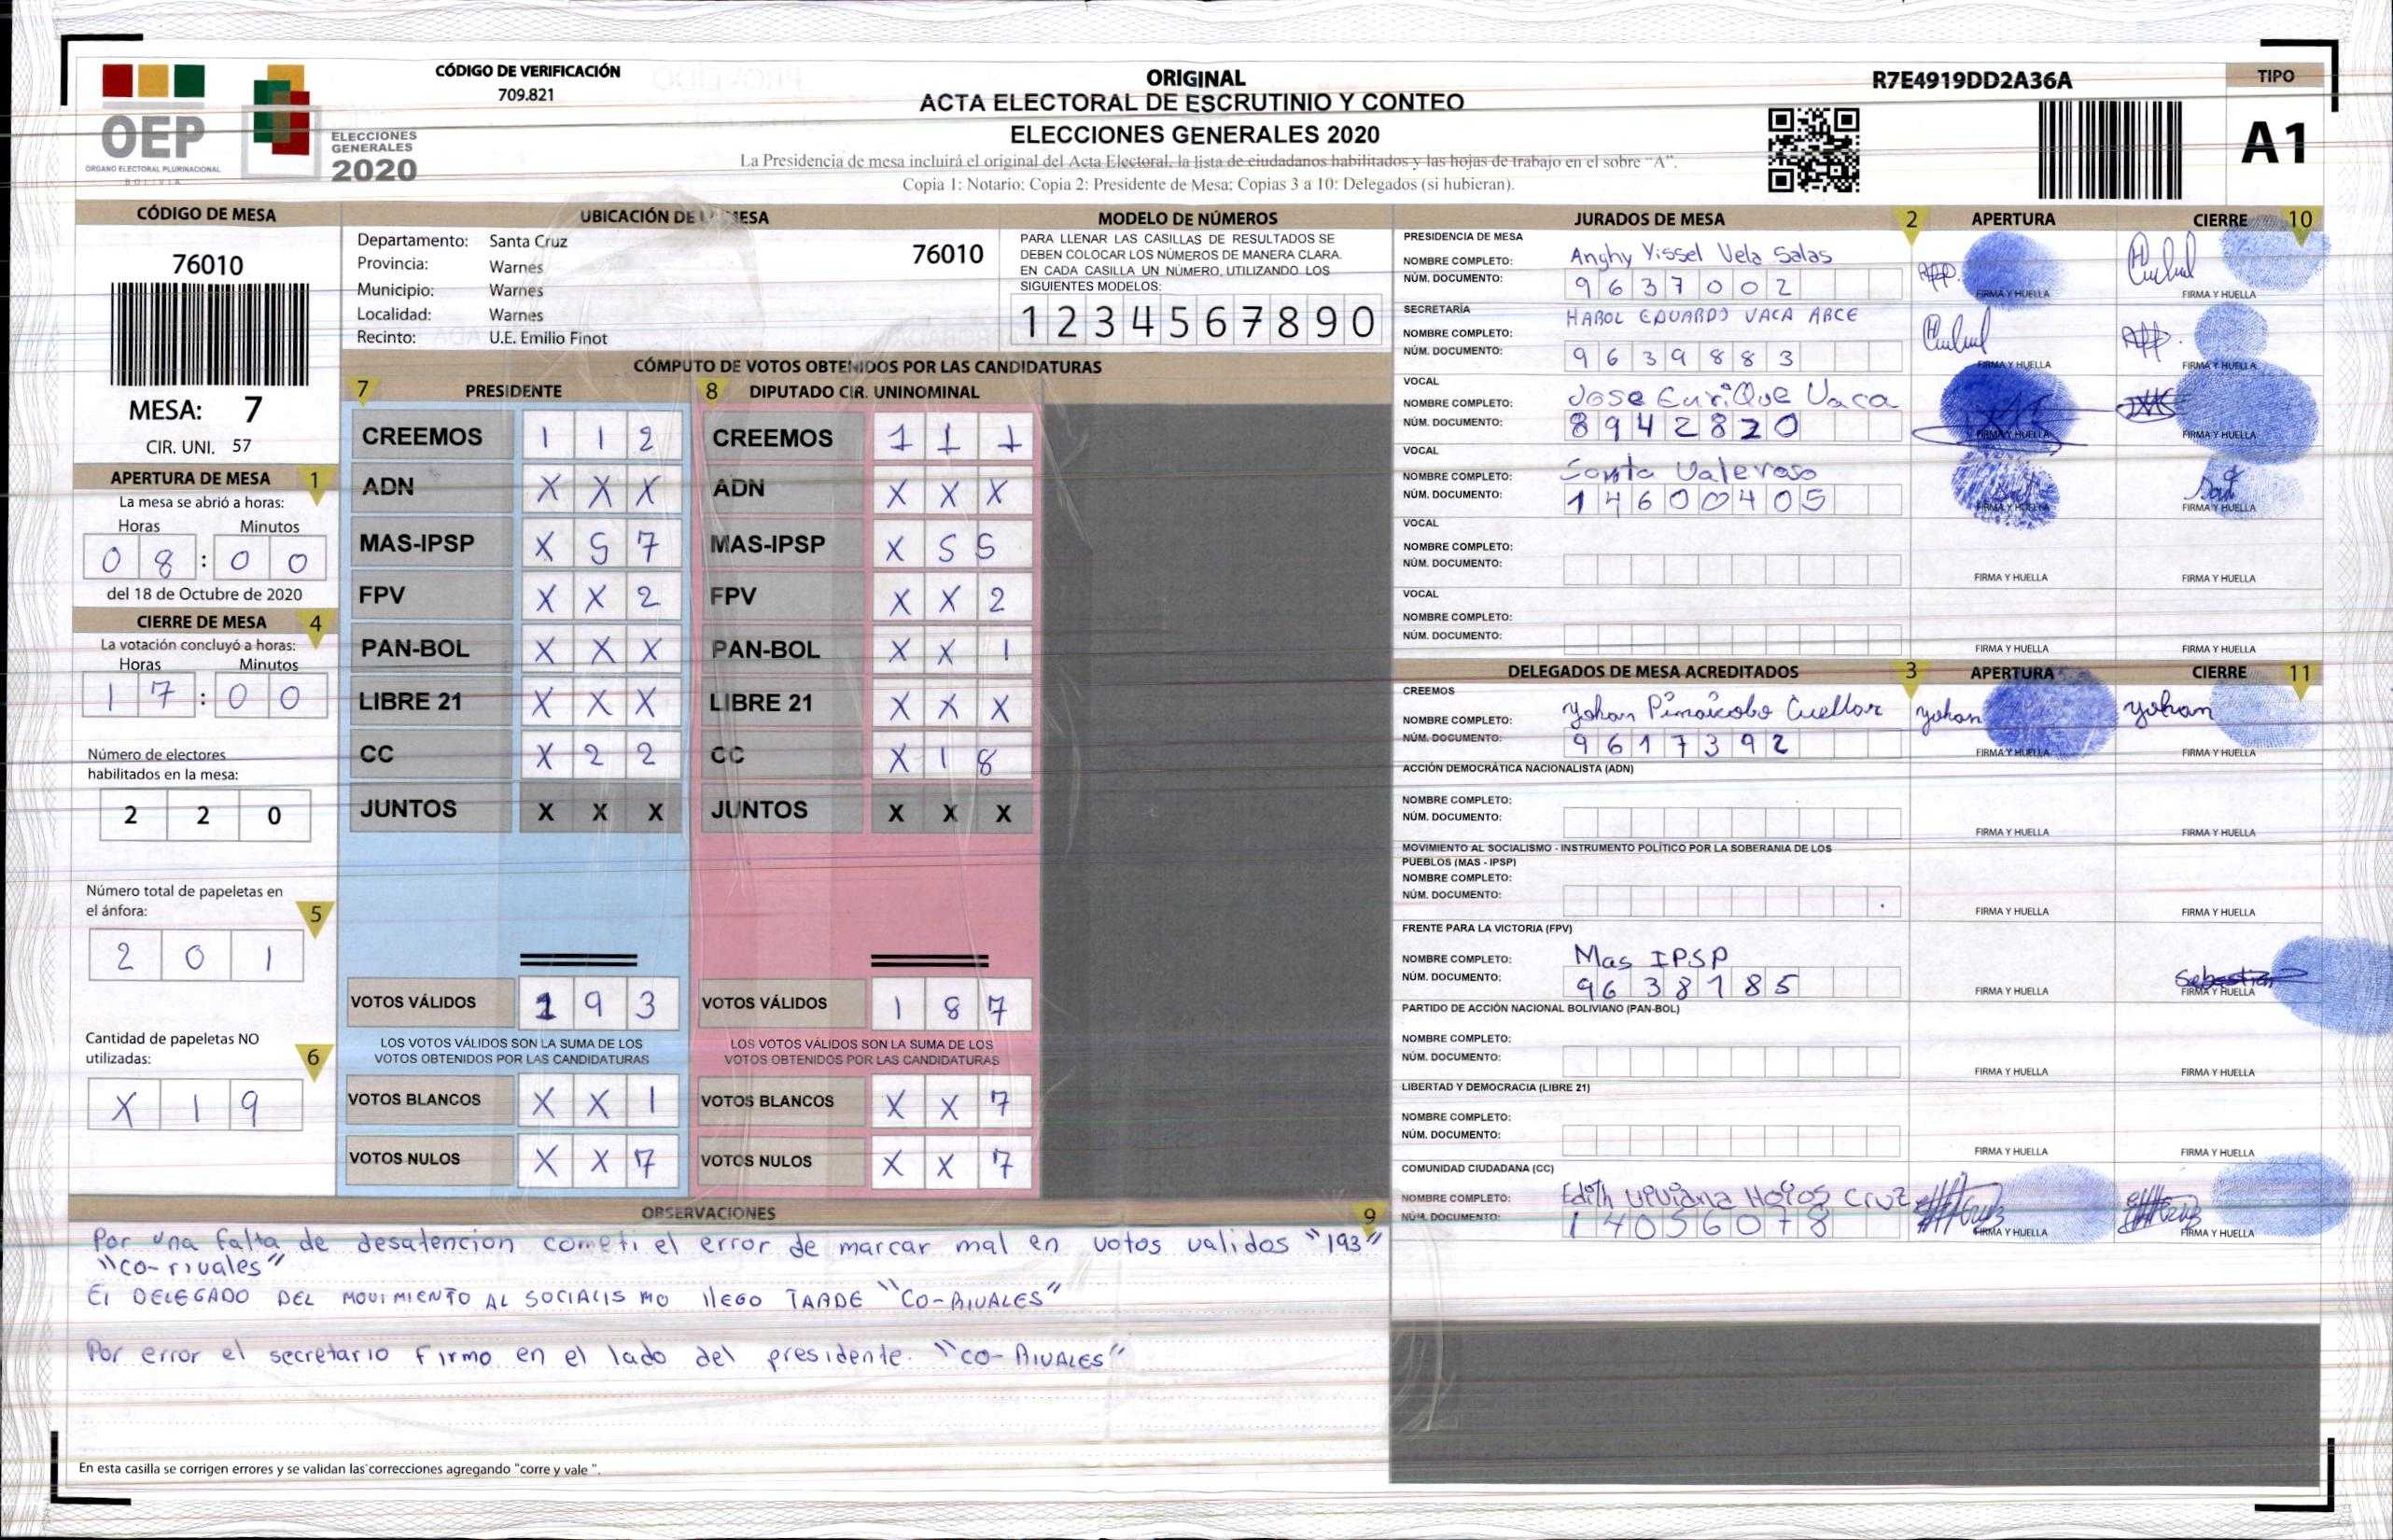 CÓDIGO DE VERIFICACIÓN
709.821
OEP
ORGANO ELECTORAL PLURINACIONAL
BOLIVIA
ELECCIONES
GENERALES
2020
ORIGINAL
ACTA ELECTORAL DE ESCRUTINIO Y CONTEO
ELECCIONES GENERALES 2020
La Presidencia de mesa incluirá el original del Acta Electoral, la lista de ciudadanos habilitados y las hojas de trabajo en el sobre "A".
Copia 1: Notario; Copia 2: Presidente de Mesa; Copias 3 a 10: Delegados (si hubieran).
R7E4919DD2A36A
TIPO
A1
CÓDIGO DE MESA
76010
MESA: 7
CIR. UNI. 57
UBICACIÓN DE LA MESA
Departamento: Santa Cruz
Provincia: Warnes
Municipio: Warnes
Localidad: Warnes
Recinto: U.E. Emilio Finot
76010
MODELO DE NÚMEROS
PARA LLENAR LAS CASILLAS DE RESULTADOS SE
DEBEN COLOCAR LOS NÚMEROS DE MANERA CLARA.
EN CADA CASILLA UN NÚMERO, UTILIZANDO LOS
SIGUIENTES MODELOS:
1 2 3 4 5 6 7 8 9 0
APERTURA DE MESA 1
La mesa se abrió a horas:
Horas Minutos
0 8 : 0 0
del 18 de Octubre de 2020
CIERRE DE MESA 4
La votación concluyó a horas:
Horas Minutos
1 7 : 0 0
Número de electores
habilitados en la mesa:
2 2 0
Número total de papeletas en
el ánfora: 5
2 0 1
Cantidad de papeletas NO
utilizadas: 6
X 1 9
CÓMPUTO DE VOTOS OBTENIDOS POR LAS CANDIDATURAS
7 PRESIDENTE
CREEMOS 1 1 2
ADN X X X
MAS-IPSP X 5 7
FPV X X 2
PAN-BOL X X X
LIBRE 21 X X X
CC X 2 2
JUNTOS X X X
VOTOS VÁLIDOS 1 9 3
LOS VOTOS VÁLIDOS SON LA SUMA DE LOS
VOTOS OBTENIDOS POR LAS CANDIDATURAS
VOTOS BLANCOS X X 1
VOTOS NULOS X X 7
8 DIPUTADO CIR. UNINOMINAL
CREEMOS 1 1 1
ADN X X X
MAS-IPSP X 5 5
FPV X X 2
PAN-BOL X X 1
LIBRE 21 X X X
CC X 1 8
JUNTOS X X X
VOTOS VÁLIDOS 1 8 7
LOS VOTOS VÁLIDOS SON LA SUMA DE LOS
VOTOS OBTENIDOS POR LAS CANDIDATURAS
VOTOS BLANCOS X X 7
VOTOS NULOS X X 7
OBSERVACIONES 9
Por una falta de desatencion cometi el error de marcar mal en votos validos "193"
"co-rivales"
El DELEGADO DEL MOVIMIENTO AL SOCIALISMO llEGO TARDE "CO-RIVALES"
Por error el secretario firmo en el lado del presidente. "CO-RIVALES"
En esta casilla se corrigen errores y se validan las correcciones agregando "corre y vale ".
JURADOS DE MESA 2 APERTURA CIERRE 10
PRESIDENCIA DE MESA
NOMBRE COMPLETO: Anghy Yissel Vela Salas
NÚM. DOCUMENTO: 9637002
FIRMA Y HUELLA FIRMA Y HUELLA
SECRETARÍA
NOMBRE COMPLETO: HAROL EDUARDO VACA ARCE
NÚM. DOCUMENTO: 9639883
FIRMA Y HUELLA FIRMA Y HUELLA
VOCAL
NOMBRE COMPLETO: Jose EnriQue Vaca
NÚM. DOCUMENTO: 8942820
FIRMA Y HUELLA FIRMA Y HUELLA
VOCAL
NOMBRE COMPLETO:
NÚM. DOCUMENTO: 14600405
FIRMA Y HUELLA FIRMA Y HUELLA
VOCAL
NOMBRE COMPLETO:
NÚM. DOCUMENTO:
FIRMA Y HUELLA FIRMA Y HUELLA
VOCAL
NOMBRE COMPLETO:
NÚM. DOCUMENTO:
FIRMA Y HUELLA FIRMA Y HUELLA
DELEGADOS DE MESA ACREDITADOS 3 APERTURA CIERRE 11
CREEMOS
NOMBRE COMPLETO: Yohan Cuellar yohan yohan
NÚM. DOCUMENTO: 9617392
FIRMA Y HUELLA FIRMA Y HUELLA
ACCIÓN DEMOCRÁTICA NACIONALISTA (ADN)
NOMBRE COMPLETO:
NÚM. DOCUMENTO:
FIRMA Y HUELLA FIRMA Y HUELLA
MOVIMIENTO AL SOCIALISMO - INSTRUMENTO POLÍTICO POR LA SOBERANIA DE LOS
PUEBLOS (MAS - IPSP)
NOMBRE COMPLETO:
NÚM. DOCUMENTO:
FIRMA Y HUELLA FIRMA Y HUELLA
FRENTE PARA LA VICTORIA (FPV)
NOMBRE COMPLETO: Mas IPSP
NÚM. DOCUMENTO: 9638185 Sebastian
FIRMA Y HUELLA FIRMA Y HUELLA
PARTIDO DE ACCIÓN NACIONAL BOLIVIANO (PAN-BOL)
NOMBRE COMPLETO:
NÚM. DOCUMENTO:
FIRMA Y HUELLA FIRMA Y HUELLA
LIBERTAD Y DEMOCRACIA (LIBRE 21)
NOMBRE COMPLETO:
NÚM. DOCUMENTO:
FIRMA Y HUELLA FIRMA Y HUELLA
COMUNIDAD CIUDADANA (CC)
NOMBRE COMPLETO: Edith Hoyos Cruz
NÚM. DOCUMENTO: 14056078
FIRMA Y HUELLA FIRMA Y HUELLA